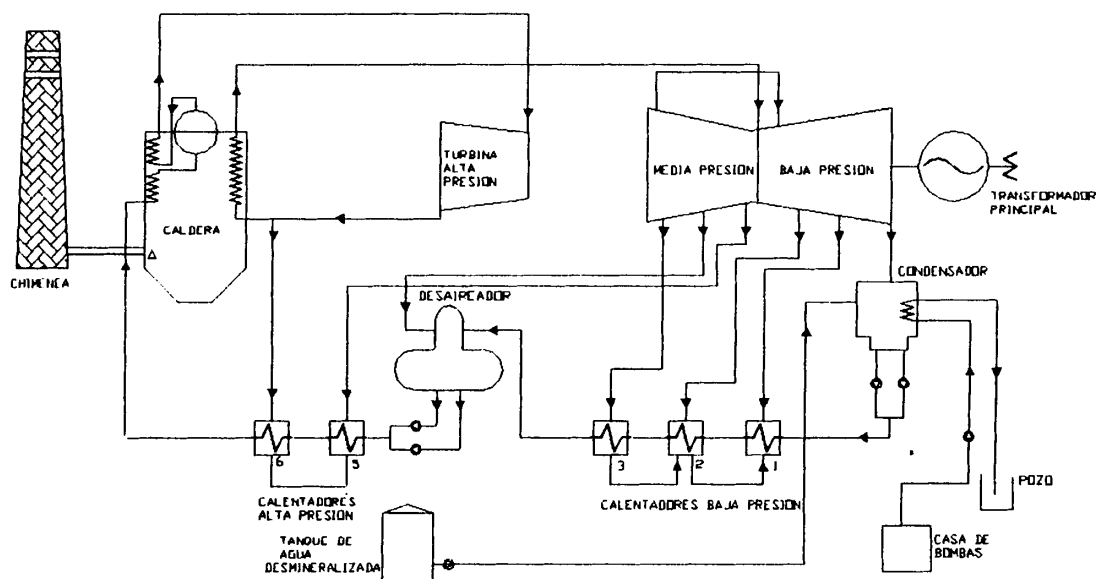 TURBINA
ALTA
PRESION
MEDIA PRESION
BAJA PRESION
TRANSFORMADOR
PRINCIPAL
CALDERA
CHIMENEA
CONDENSADOR
DESAIREADOR
6
5
3
2
1
CALENTADORES
ALTA PRESION
CALENTADORES BAJA PRESION
POZO
TANQUE DE
AGUA
DESMINERALIZADA
CASA DE
BOMBAS